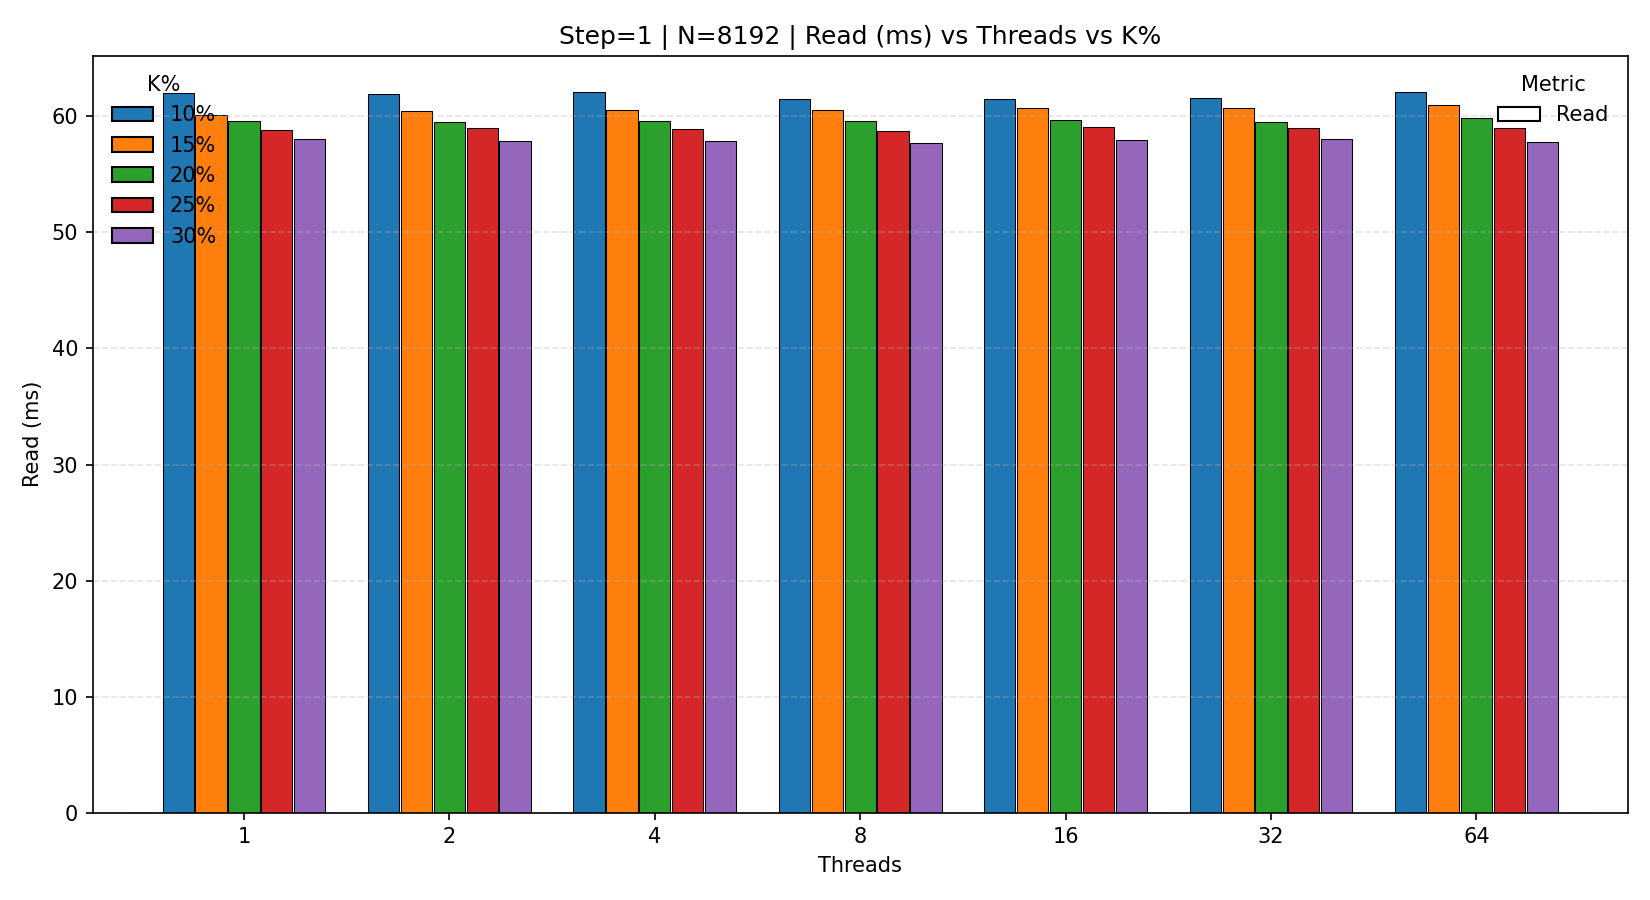 Step=1 | N=8192 | Read (ms) vs Threads vs K%
K%
10%
15%
20%
25%
30%
Metric
Read
Read (ms)
60
50
40
30
20
10
0
1 2 4 8 16 32 64
Threads